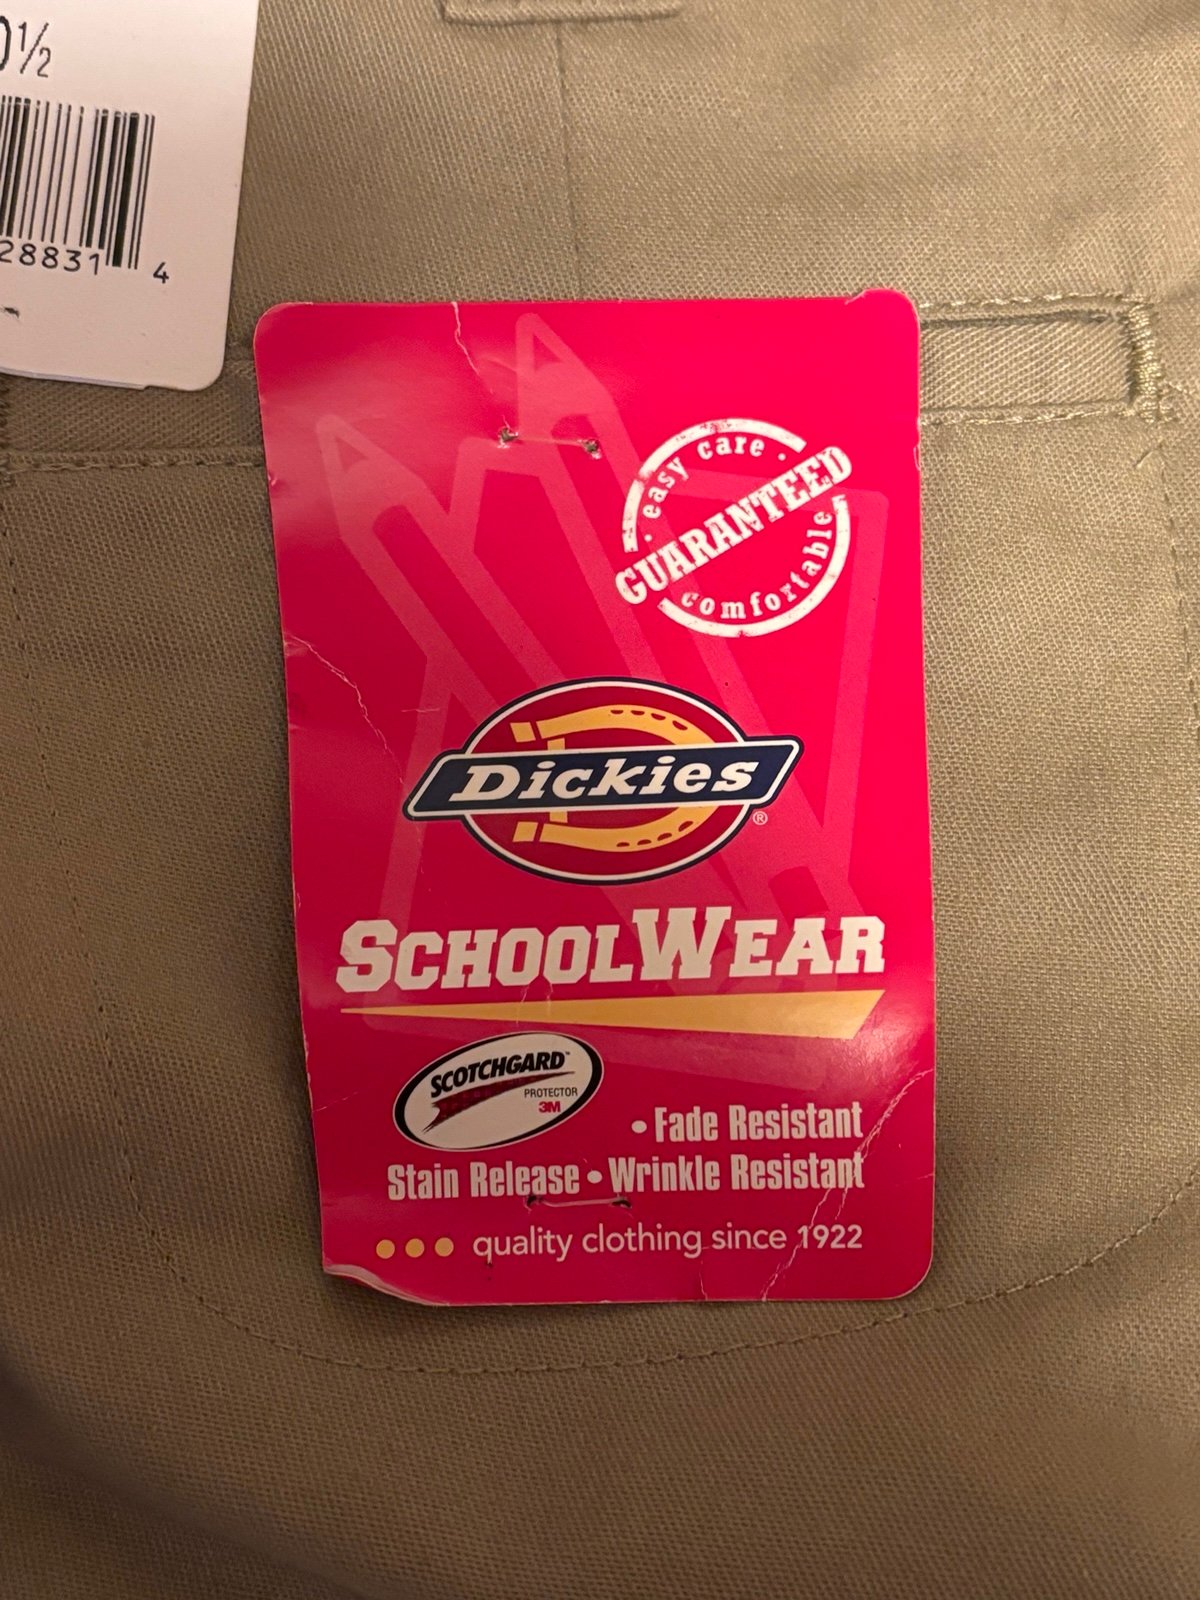 0½
28831 4
easy care
GUARANTEED
comfortable
Dickies®
SCHOOLWEAR
SCOTCHGARD™
PROTECTOR
3M
• Fade Resistant
Stain Release • Wrinkle Resistant
quality clothing since 1922